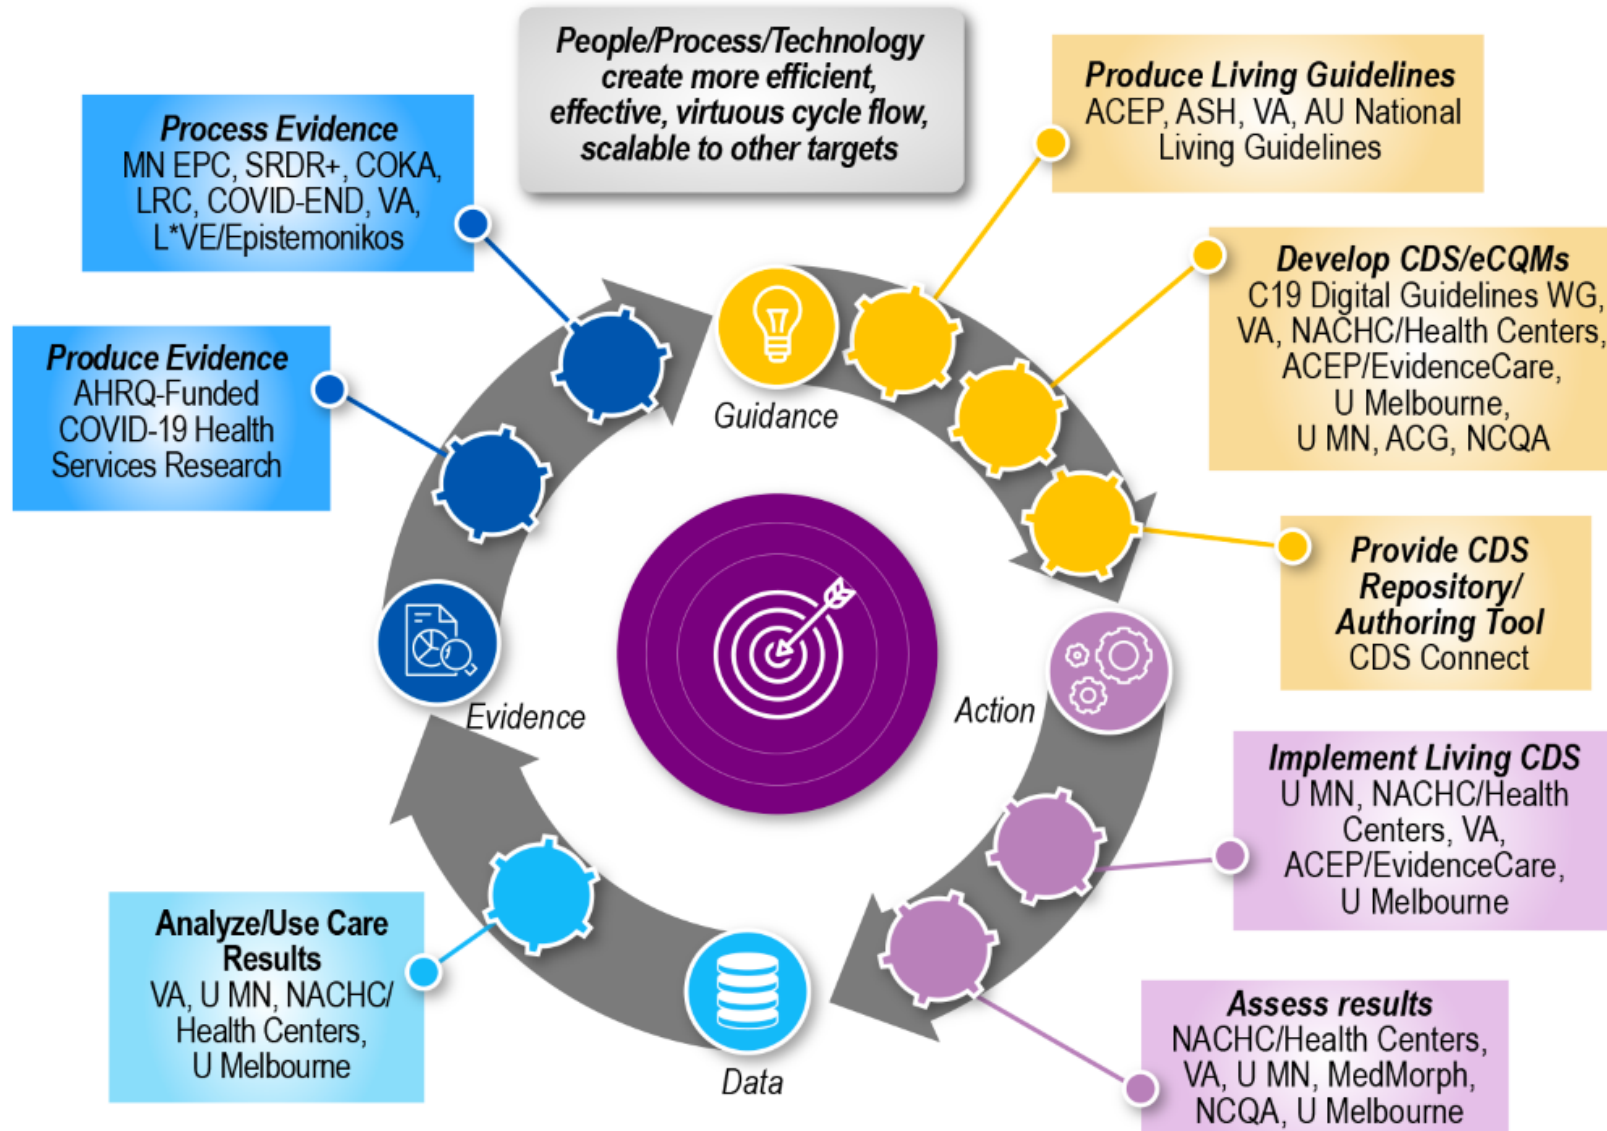 People/Process/Technology
create more efficient,
effective, virtuous cycle flow,
scalable to other targets
Process Evidence
MN EPC, SRDR+, COKA,
LRC, COVID-END, VA,
L*VE/Epistemonikos
Produce Evidence
AHRQ-Funded
COVID-19 Health
Services Research
Produce Living Guidelines
ACEP, ASH, VA, AU National
Living Guidelines
Develop CDS/eCQMs
C19 Digital Guidelines WG,
VA, NACHC/Health Centers,
ACEP/EvidenceCare,
U Melbourne,
U MN, ACG, NCQA
Provide CDS
Repository/
Authoring Tool
CDS Connect
Guidance
Evidence
Action
Data
Implement Living CDS
U MN, NACHC/Health
Centers, VA,
ACEP/EvidenceCare,
U Melbourne
Assess results
NACHC/Health Centers,
VA, U MN, MedMorph,
NCQA, U Melbourne
Analyze/Use Care
Results
VA, U MN, NACHC/
Health Centers,
U Melbourne